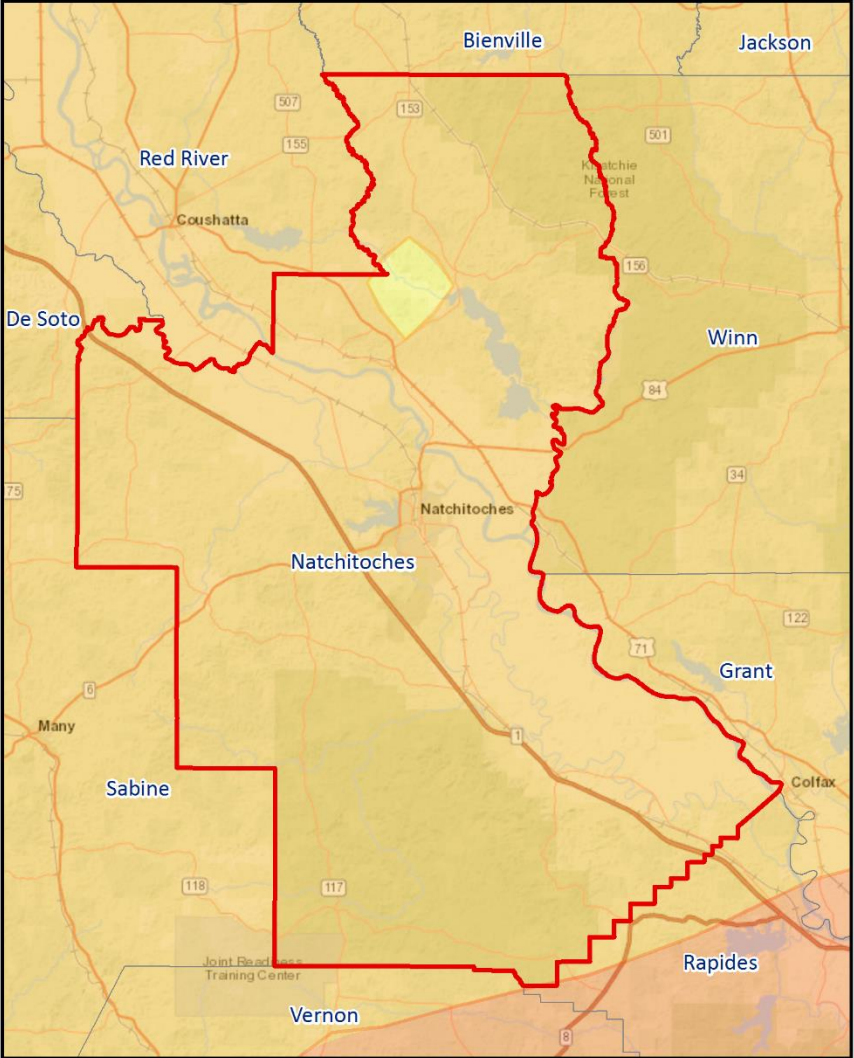 Bienville
Jackson
507
153
155
501
Red River
Kisatchie
National
Forest
Coushatta
156
De Soto
Winn
84
34
75
Natchitoches
Natchitoches
122
71
Grant
6
Many
1
Colfax
Sabine
118
117
Joint Readiness
Training Center
Rapides
Vernon
8